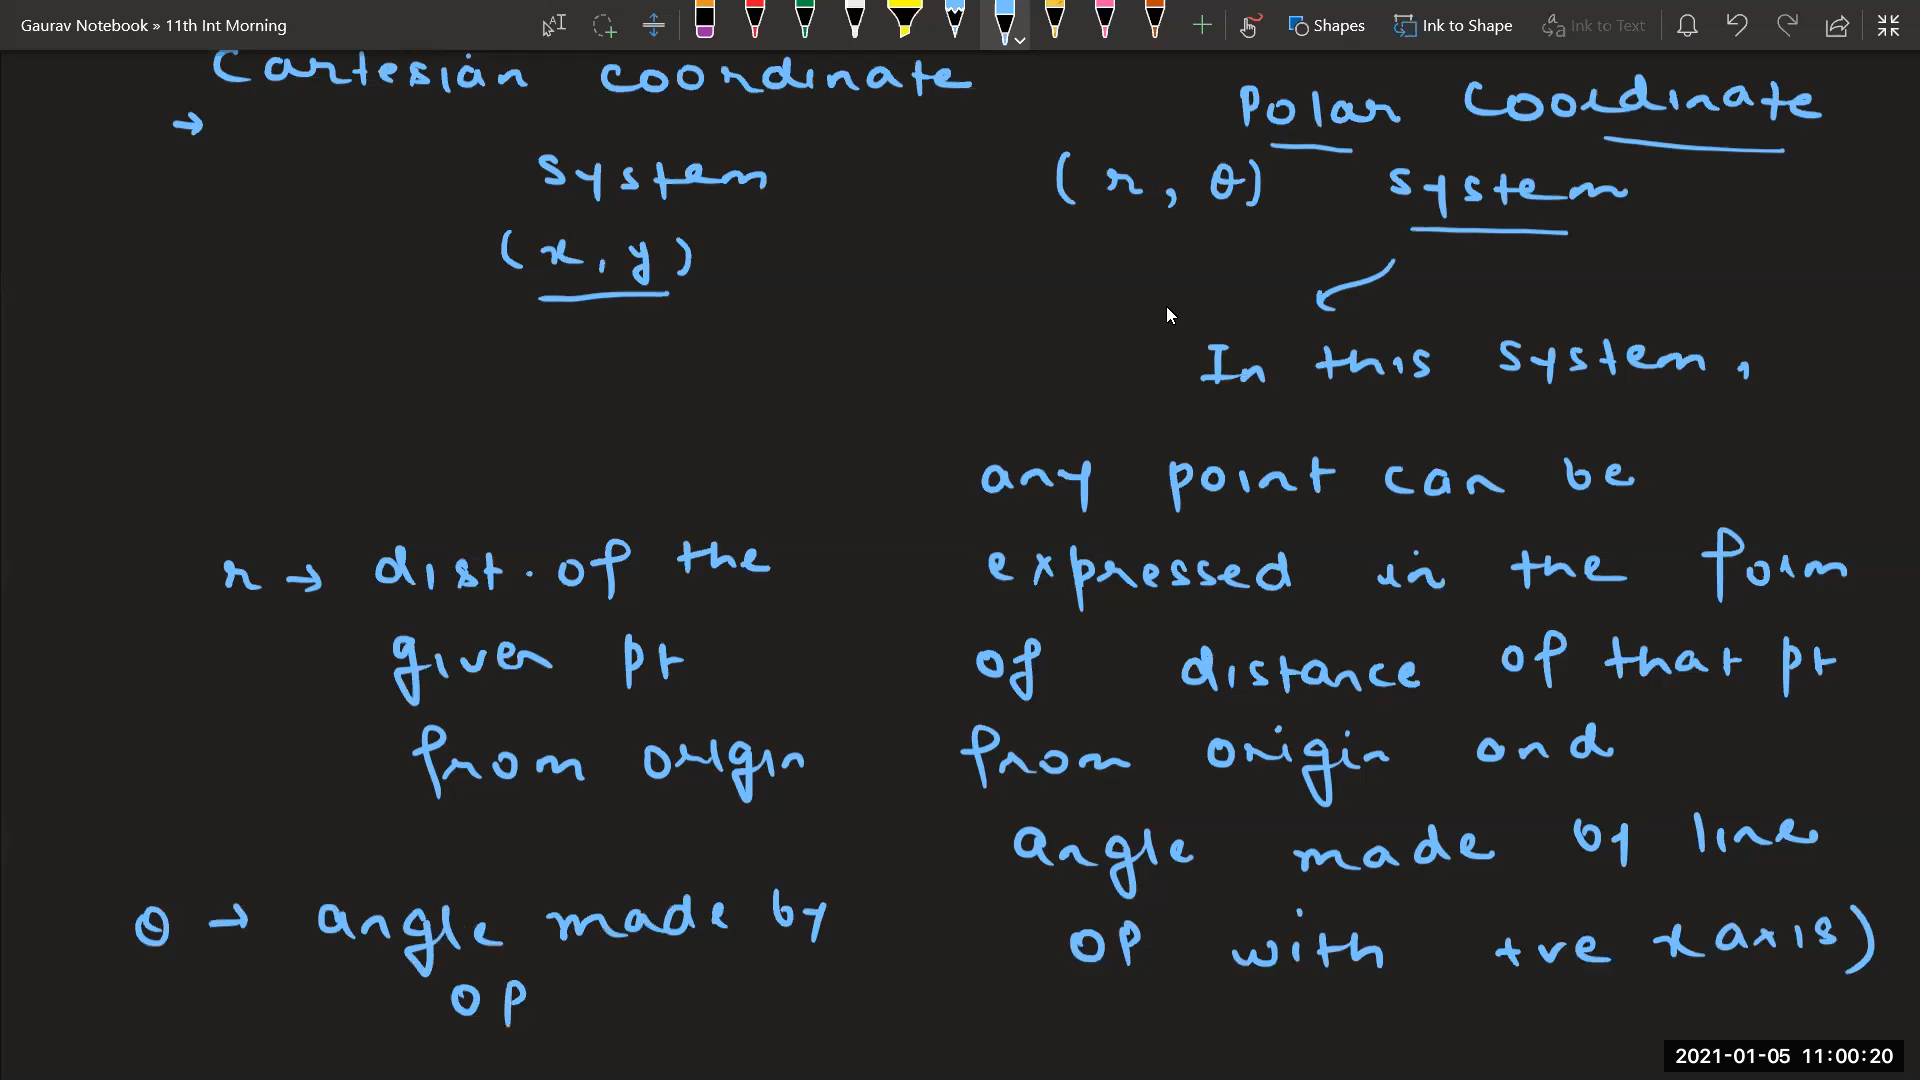 Gaurav Notebook » 11th Int Morning
Shapes
Ink to Shape
Ink to Text
Cartesian coordinate
→
system
(x, y)
Polar Coordinate
(r, θ) system
In this system,
any point can be
expressed in the form
of distance of that pt
from origin and
angle made by line
OP with +ve x axis)
r → dist. of the
given pt
from origin
θ → angle made by
OP
2021-01-05 11:00:20